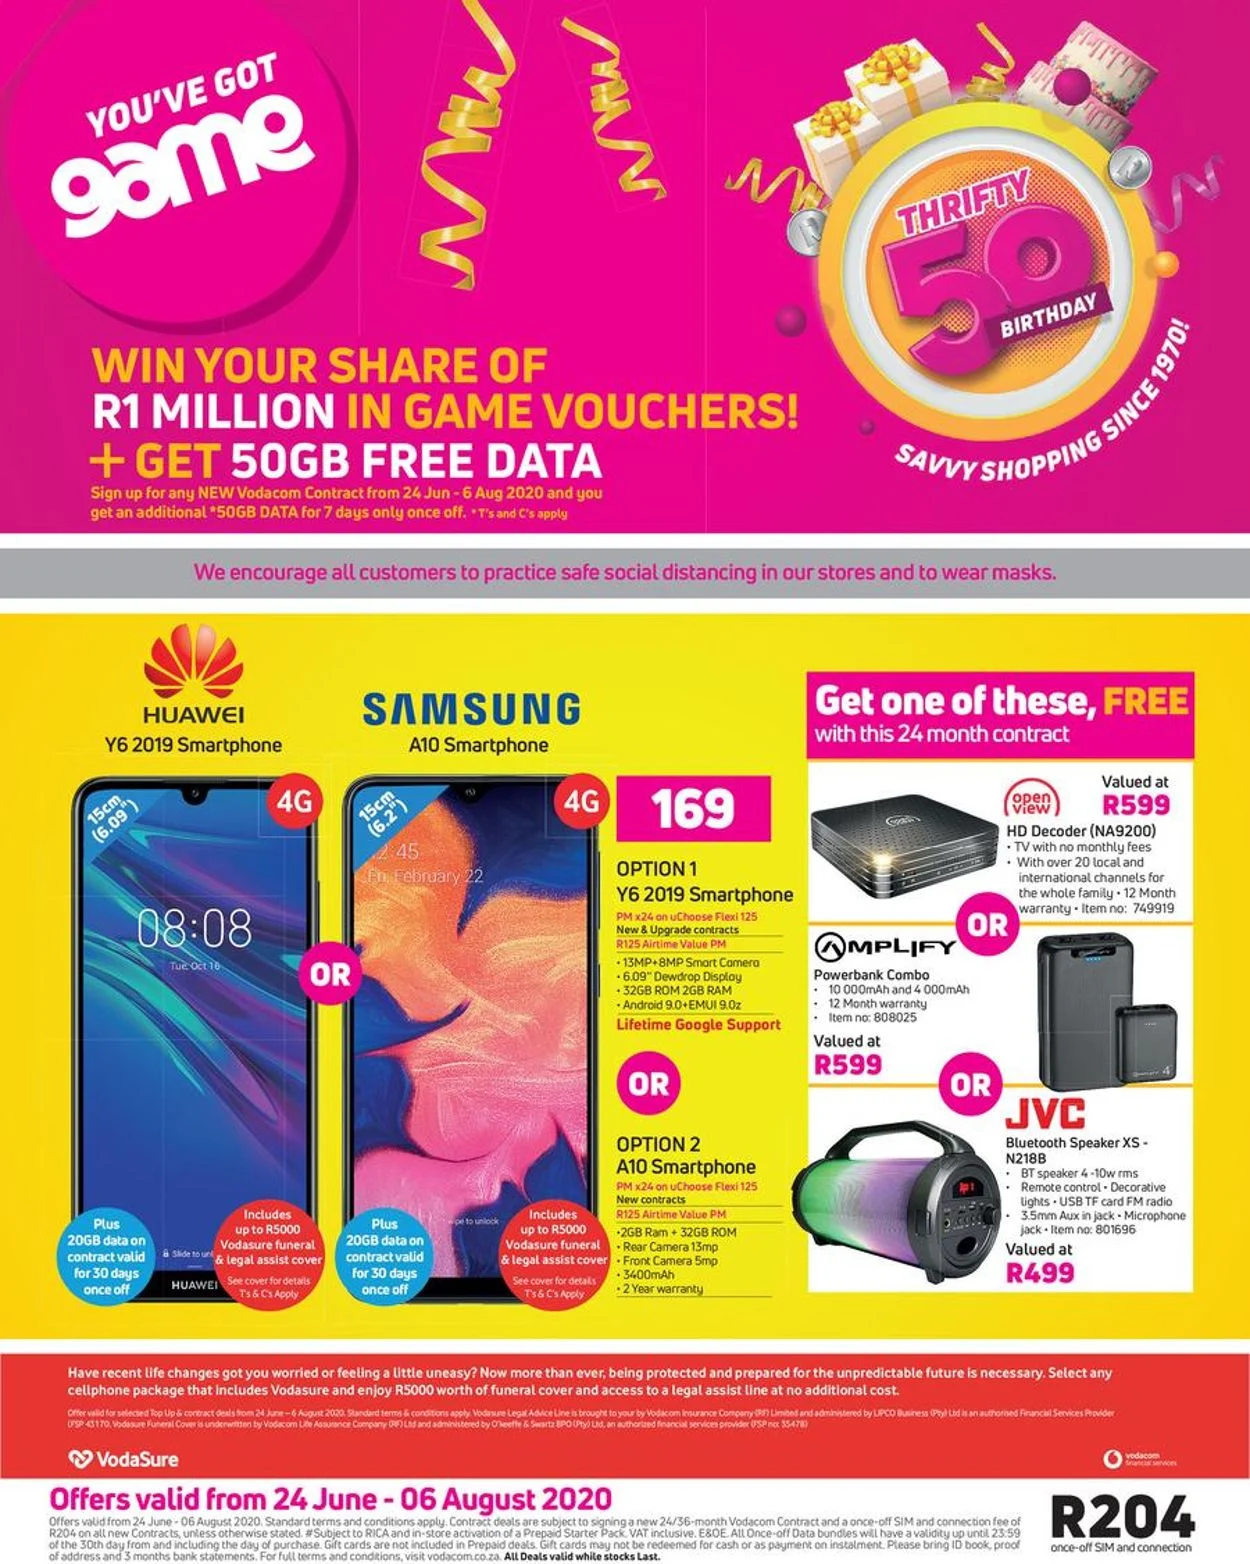 YOU'VE GOT
game
THRIFTY
50
BIRTHDAY
SAVVY SHOPPING SINCE 1970!
WIN YOUR SHARE OF
R1 MILLION IN GAME VOUCHERS!
+ GET 50GB FREE DATA
Sign up for any NEW Vodacom Contract from 24 Jun - 6 Aug 2020 and you
get an additional *50GB DATA for 7 days only once off. *T's and C's apply
We encourage all customers to practice safe social distancing in our stores and to wear masks.
HUAWEI
Y6 2019 Smartphone
15cm
(6.09")
4G
08:08
Tue, Oct 16
HUAWEI
Plus
20GB data on
contract valid
for 30 days
once off
Includes
up to R5000
Vodasure funeral
& legal assist cover
See cover for details
T's & C's Apply
OR
SAMSUNG
A10 Smartphone
15cm
(6.2")
4G
12:45
Fri, February 22
Swipe to unlock
Plus
20GB data on
contract valid
for 30 days
once off
Includes
up to R5000
Vodasure funeral
& legal assist cover
See cover for details
T's & C's Apply
169
OPTION 1
Y6 2019 Smartphone
PM x24 on uChoose Flexi 125
New & Upgrade contracts
R125 Airtime Value PM
• 13MP+8MP Smart Camera
• 6.09" Dewdrop Display
• 32GB ROM 2GB RAM
• Android 9.0+EMUI 9.0z
Lifetime Google Support
OR
OPTION 2
A10 Smartphone
PM x24 on uChoose Flexi 125
New contracts
R125 Airtime Value PM
•2GB Ram + 32GB ROM
• Rear Camera 13mp
• Front Camera 5mp
• 3400mAh
• 2 Year warranty
Get one of these, FREE
with this 24 month contract
open
view
Valued at
R599
HD Decoder (NA9200)
• TV with no monthly fees
• With over 20 local and
international channels for
the whole family • 12 Month
warranty • Item no: 749919
OR
AMPLIFY
Powerbank Combo
• 10 000mAh and 4 000mAh
• 12 Month warranty
• Item no: 808025
Valued at
R599
AMPLIFY 4
OR
JVC
Bluetooth Speaker XS -
N218B
• BT speaker 4 -10w rms
• Remote control • Decorative
lights • USB TF card FM radio
• 3.5mm Aux in jack • Microphone
jack • Item no: 801696
Valued at
R499
Have recent life changes got you worried or feeling a little uneasy? Now more than ever, being protected and prepared for the unpredictable future is necessary. Select any
cellphone package that includes Vodasure and enjoy R5000 worth of funeral cover and access to a legal assist line at no additional cost.
Offer valid for selected Top Up & contract deals from 24 June – 6 August 2020. Standard terms & conditions apply. Vodasure Legal Advice Line is brought to your by Vodacom Insurance Company (RF) Limited and administered by LIPCO Business (Pty) Ltd is an authorised Financial Services Provider
(FSP 43170. Vodasure Funeral Cover is underwritten by Vodacom Life Assurance Company (RF) Ltd and administered by O'keeffe & Swartz BPO (Pty) Ltd, an authorized financial services provider (FSP no: 35478)
VodaSure
vodacom
financial services
Offers valid from 24 June - 06 August 2020
Offers valid from 24 June - 06 August 2020. Standard terms and conditions apply. Contract deals are subject to signing a new 24/36-month Vodacom Contract and a once-off SIM and connection fee of
R204 on all new Contracts, unless otherwise stated. #Subject to RICA and in-store activation of a Prepaid Starter Pack. VAT inclusive. E&OE. All Once-off Data bundles will have a validity up until 23:59
of the 30th day from and including the day of purchase. Gift cards are not included in Prepaid deals. Gift cards may not be redeemed for cash or as payment on instalment. Please bring ID book, proof
of address and 3 months bank statements. For full terms and conditions, visit vodacom.co.za. All Deals valid while stocks Last.
R204
once-off SIM and connection